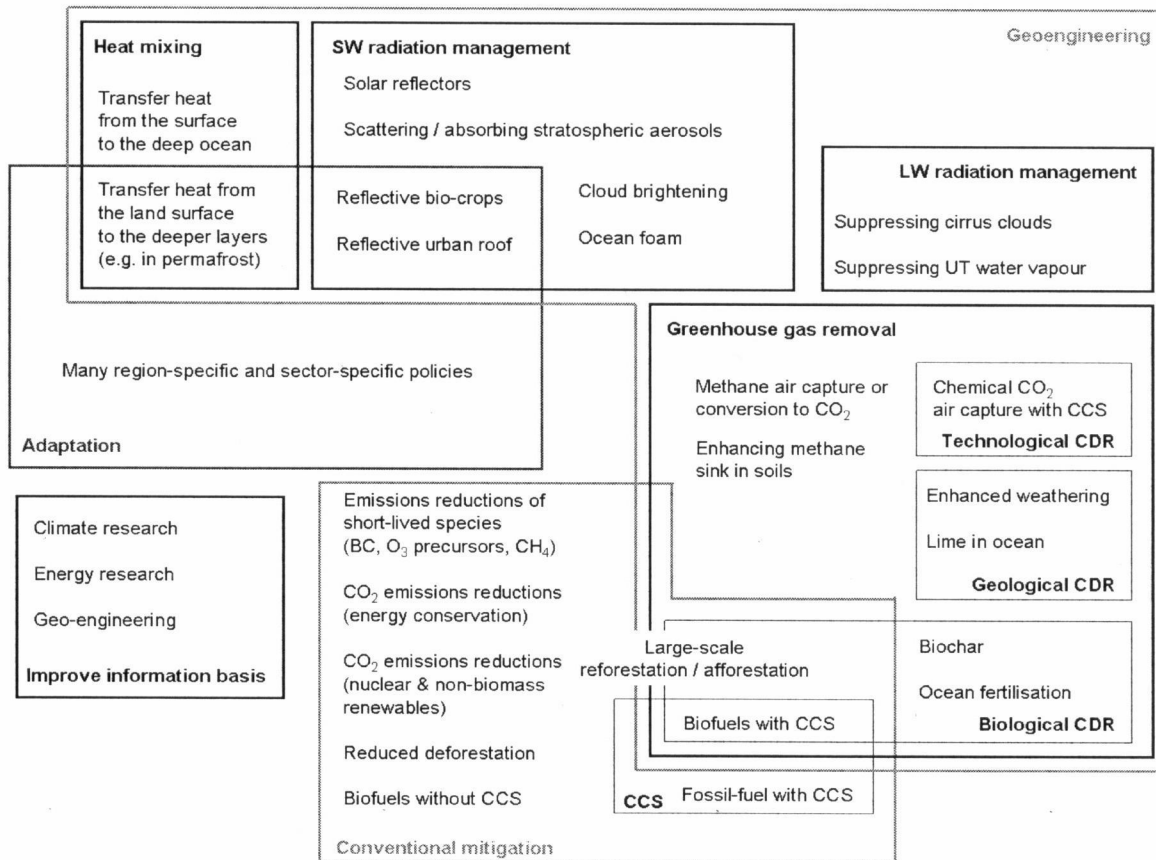 Geoengineering
Heat mixing
Transfer heat
from the surface
to the deep ocean
Transfer heat from
the land surface
to the deeper layers
(e.g. in permafrost)
SW radiation management
Solar reflectors
Scattering / absorbing stratospheric aerosols
Reflective bio-crops
Reflective urban roof
Cloud brightening
Ocean foam
LW radiation management
Suppressing cirrus clouds
Suppressing UT water vapour
Many region-specific and sector-specific policies
Adaptation
Greenhouse gas removal
Methane air capture or
conversion to CO₂
Enhancing methane
sink in soils
Chemical CO₂
air capture with CCS
Technological CDR
Enhanced weathering
Lime in ocean
Geological CDR
Climate research
Energy research
Geo-engineering
Improve information basis
Emissions reductions of
short-lived species
(BC, O₃ precursors, CH₄)
CO₂ emissions reductions
(energy conservation)
CO₂ emissions reductions
(nuclear & non-biomass
renewables)
Reduced deforestation
Biofuels without CCS
Conventional mitigation
Large-scale
reforestation / afforestation
Biochar
Ocean fertilisation
Biological CDR
Biofuels with CCS
CCS
Fossil-fuel with CCS